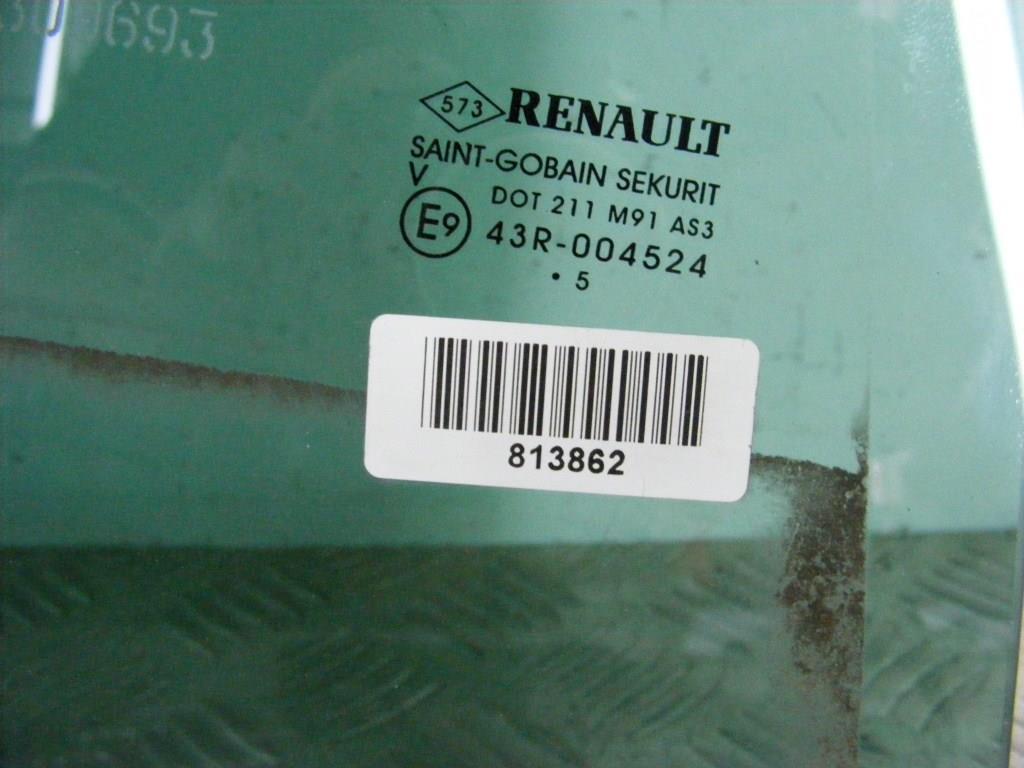 573 RENAULT
SAINT-GOBAIN SEKURIT
V
DOT 211 M91 AS3
E9 43R-004524
• 5
813862